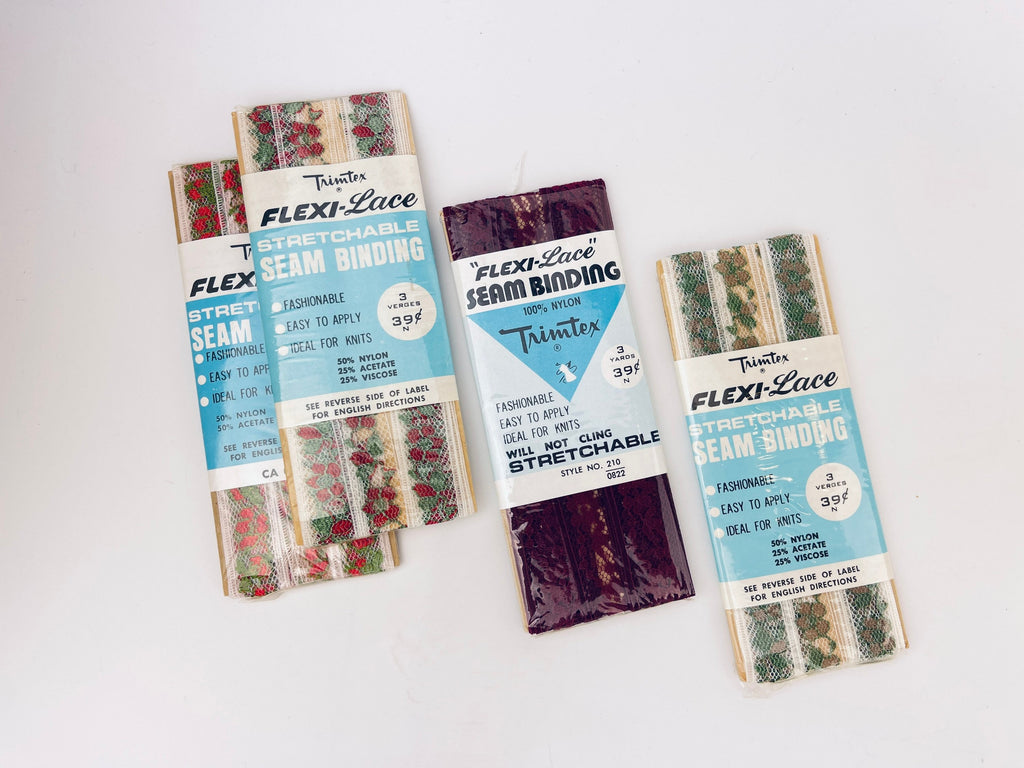 Tr
FLEXI
STRET
SEAM
FASHIONABLE
EASY TO APP
IDEAL FOR KI
50% NYLON
50% ACETATE
SEE REVERSE
FOR ENGLIS
CA
Trimtex
®
FLEXI-Lace
STRETCHABLE
SEAM BINDING
FASHIONABLE
EASY TO APPLY
IDEAL FOR KNITS
3
VERGES
39¢
N
50% NYLON
25% ACETATE
25% VISCOSE
SEE REVERSE SIDE OF LABEL
FOR ENGLISH DIRECTIONS
"FLEXI-Lace"
SEAM BINDING
100% NYLON
Trimtex
®
3
YARDS
39¢
N
FASHIONABLE
EASY TO APPLY
IDEAL FOR KNITS
WILL NOT CLING
STRETCHABLE
STYLE NO. 210
0822
Trimtex
®
FLEXI-Lace
STRETCHABLE
SEAM BINDING
FASHIONABLE
EASY TO APPLY
IDEAL FOR KNITS
3
VERGES
39¢
N
50% NYLON
25% ACETATE
25% VISCOSE
SEE REVERSE SIDE OF LABEL
FOR ENGLISH DIRECTIONS